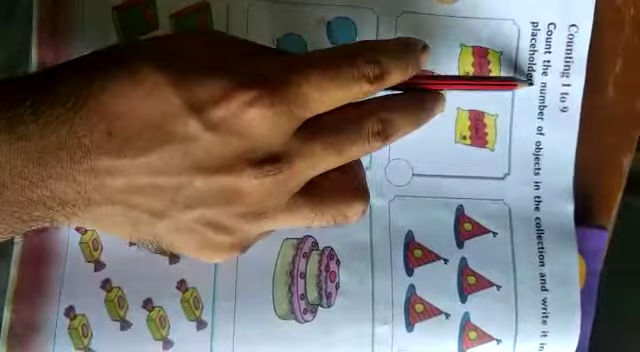 Counting 1 to 9
Count the number of objects in the collection and write it in
placeholder